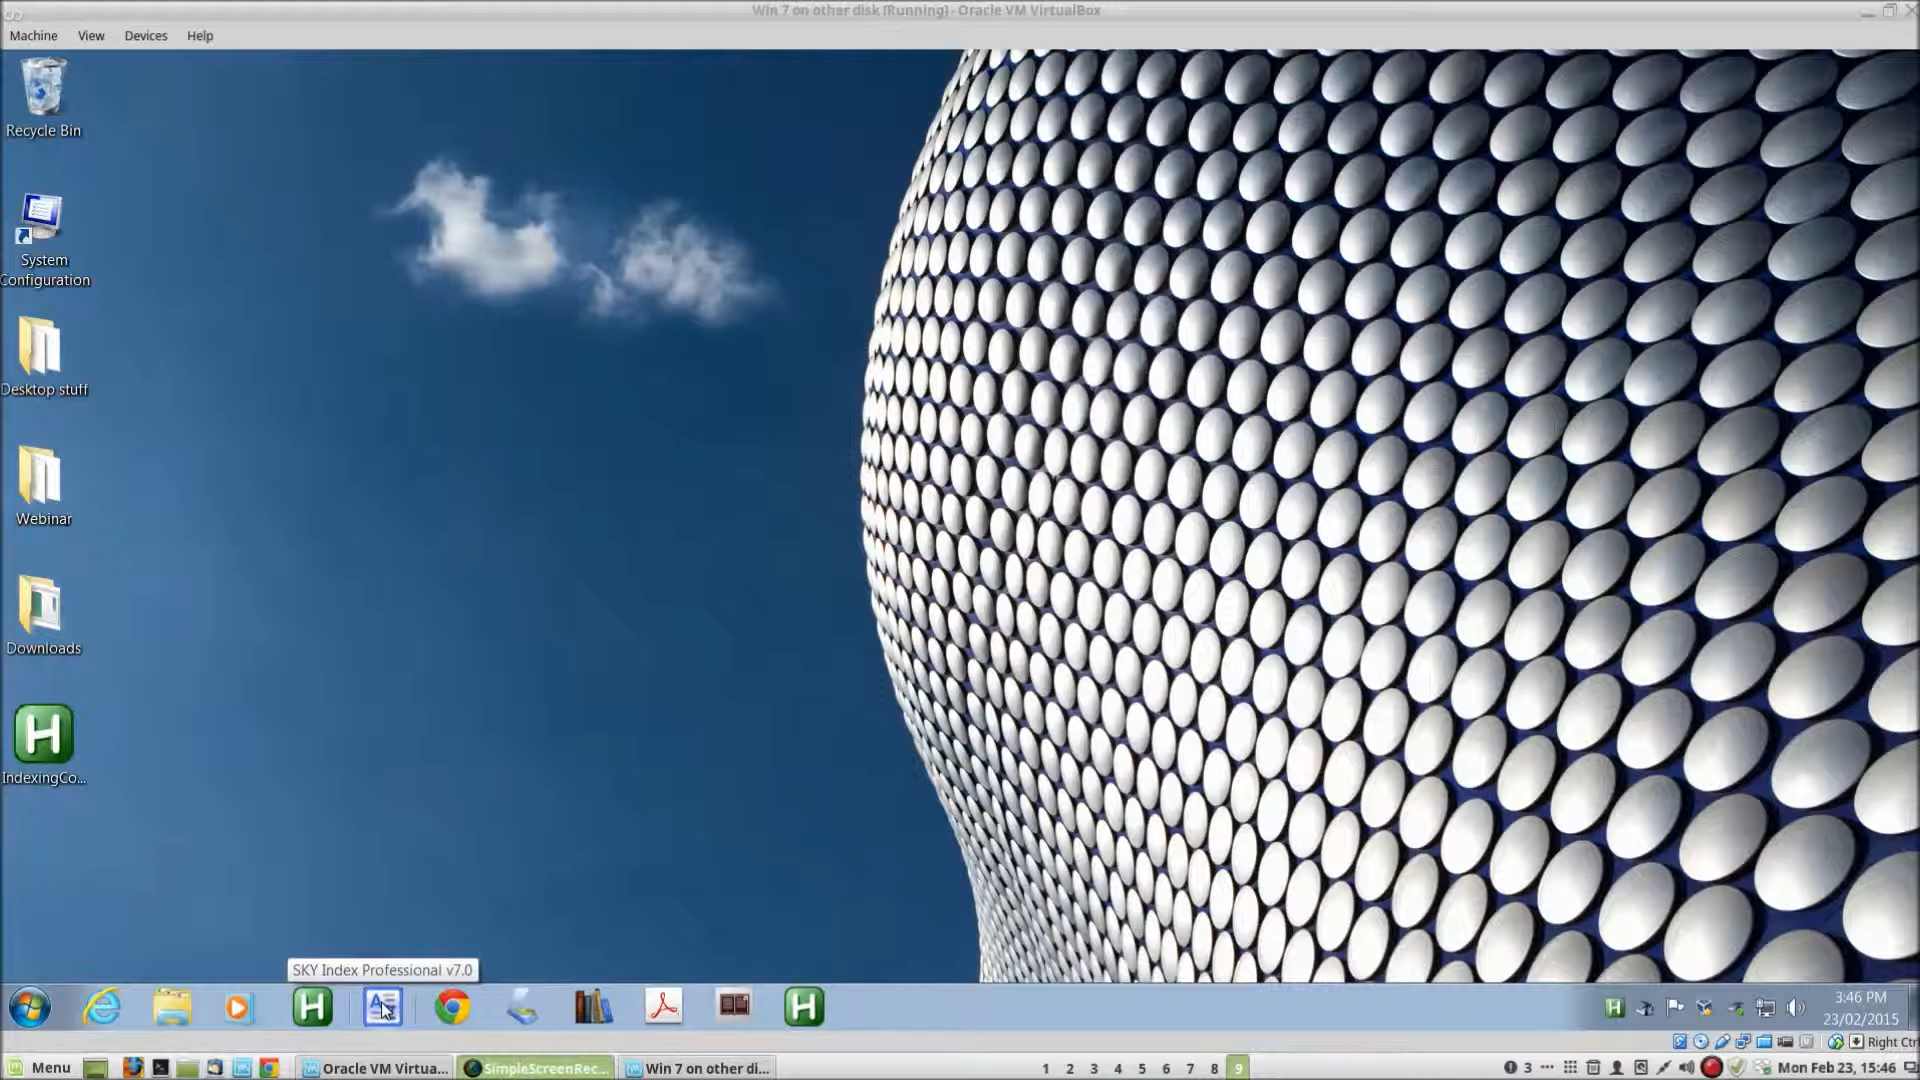 Win 7 on other disk [Running] - Oracle VM VirtualBox
Machine View Devices Help
Recycle Bin
System
Configuration
Desktop stuff
Webinar
Downloads
IndexingCo...
SKY Index Professional v7.0
3:46 PM
23/02/2015
Right Ctrl
Menu Oracle VM Virtua... SimpleScreenRec... Win 7 on other di... 1 2 3 4 5 6 7 8 9 3 Mon Feb 23, 15:46